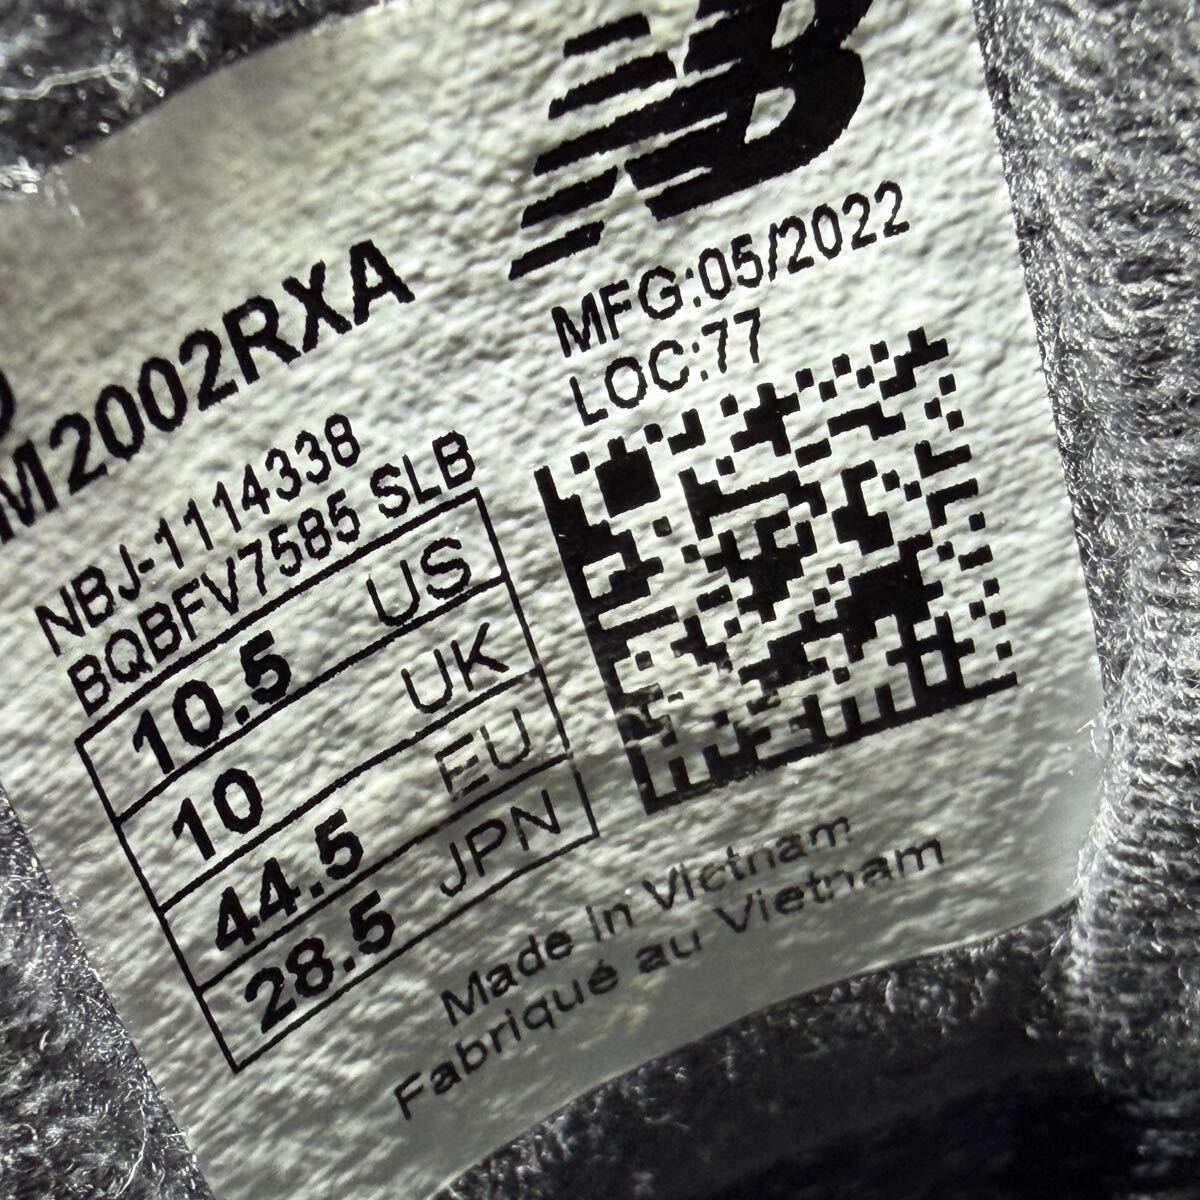 NB
MFG:05/2022
LOC:77
M2002RXA
NBJ-1114338
BQBFV7585 SLB
10.5 US
10 UK
44.5 EU
28.5 JPN
Made In Vietnam
Fabriqué au Vietnam